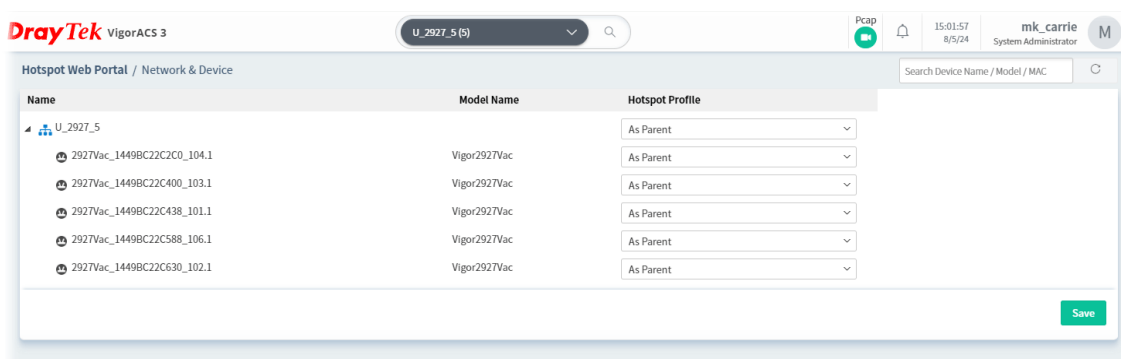 DrayTek VigorACS 3
U_2927_5 (5)
Pcap
15:01:57
8/5/24
mk_carrie
System Administrator
M
Hotspot Web Portal / Network & Device
Search Device Name / Model / MAC
Name Model Name Hotspot Profile
U_2927_5 As Parent
2927Vac_1449BC22C2C0_104.1 Vigor2927Vac As Parent
2927Vac_1449BC22C400_103.1 Vigor2927Vac As Parent
2927Vac_1449BC22C438_101.1 Vigor2927Vac As Parent
2927Vac_1449BC22C588_106.1 Vigor2927Vac As Parent
2927Vac_1449BC22C630_102.1 Vigor2927Vac As Parent
Save